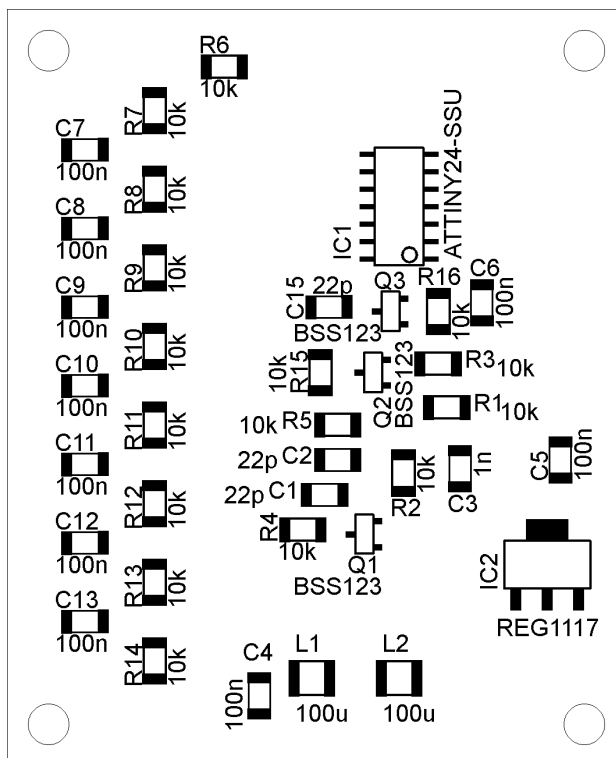 R6
10k
R7
10k
C7
100n
R8
10k
C8
100n
R9
10k
C9
100n
R10
10k
C10
100n
R11
10k
C11
100n
R12
10k
C12
100n
R13
10k
C13
100n
R14
10k
IC1
ATTINY24-SSU
C15
22p
Q3
BSS123
R16
10k
C6
100n
10k
R15
Q2
BSS123
R3
10k
R1
10k
10k
R5
22p
C2
22p
C1
R2
10k
C3
1n
C5
100n
R4
10k
Q1
BSS123
IC2
REG1117
C4
100n
L1
100u
L2
100u